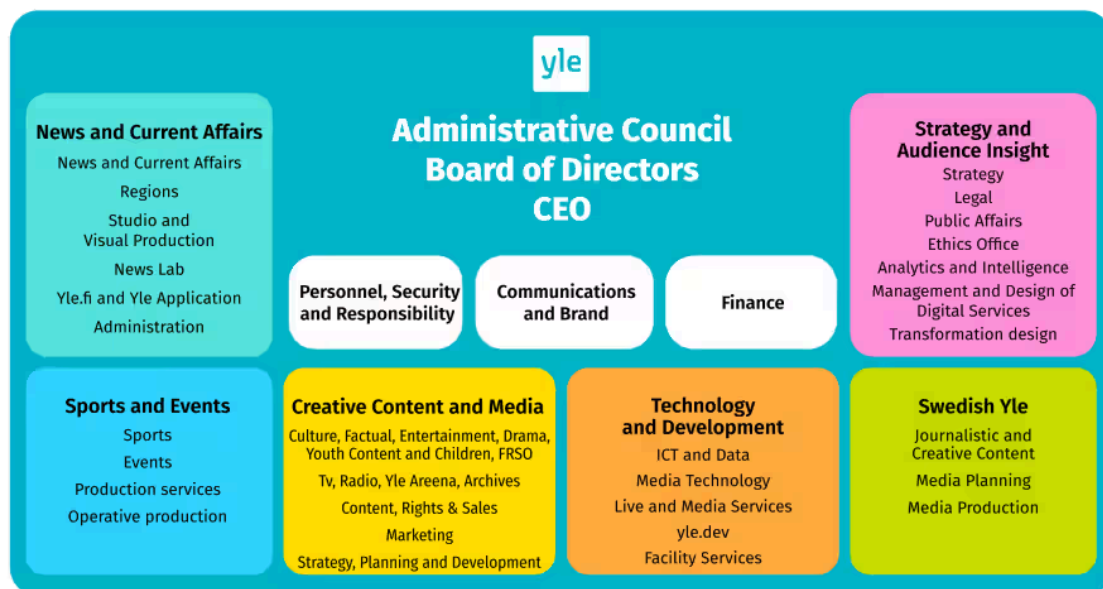 yle
Administrative Council
Board of Directors
CEO
News and Current Affairs
News and Current Affairs
Regions
Studio and
Visual Production
News Lab
Yle.fi and Yle Application
Administration
Personnel, Security
and Responsibility
Communications
and Brand
Finance
Strategy and
Audience Insight
Strategy
Legal
Public Affairs
Ethics Office
Analytics and Intelligence
Management and Design of
Digital Services
Transformation design
Sports and Events
Sports
Events
Production services
Operative production
Creative Content and Media
Culture, Factual, Entertainment, Drama,
Youth Content and Children, FRSO
Tv, Radio, Yle Areena, Archives
Content, Rights & Sales
Marketing
Strategy, Planning and Development
Technology
and Development
ICT and Data
Media Technology
Live and Media Services
yle.dev
Facility Services
Swedish Yle
Journalistic and
Creative Content
Media Planning
Media Production